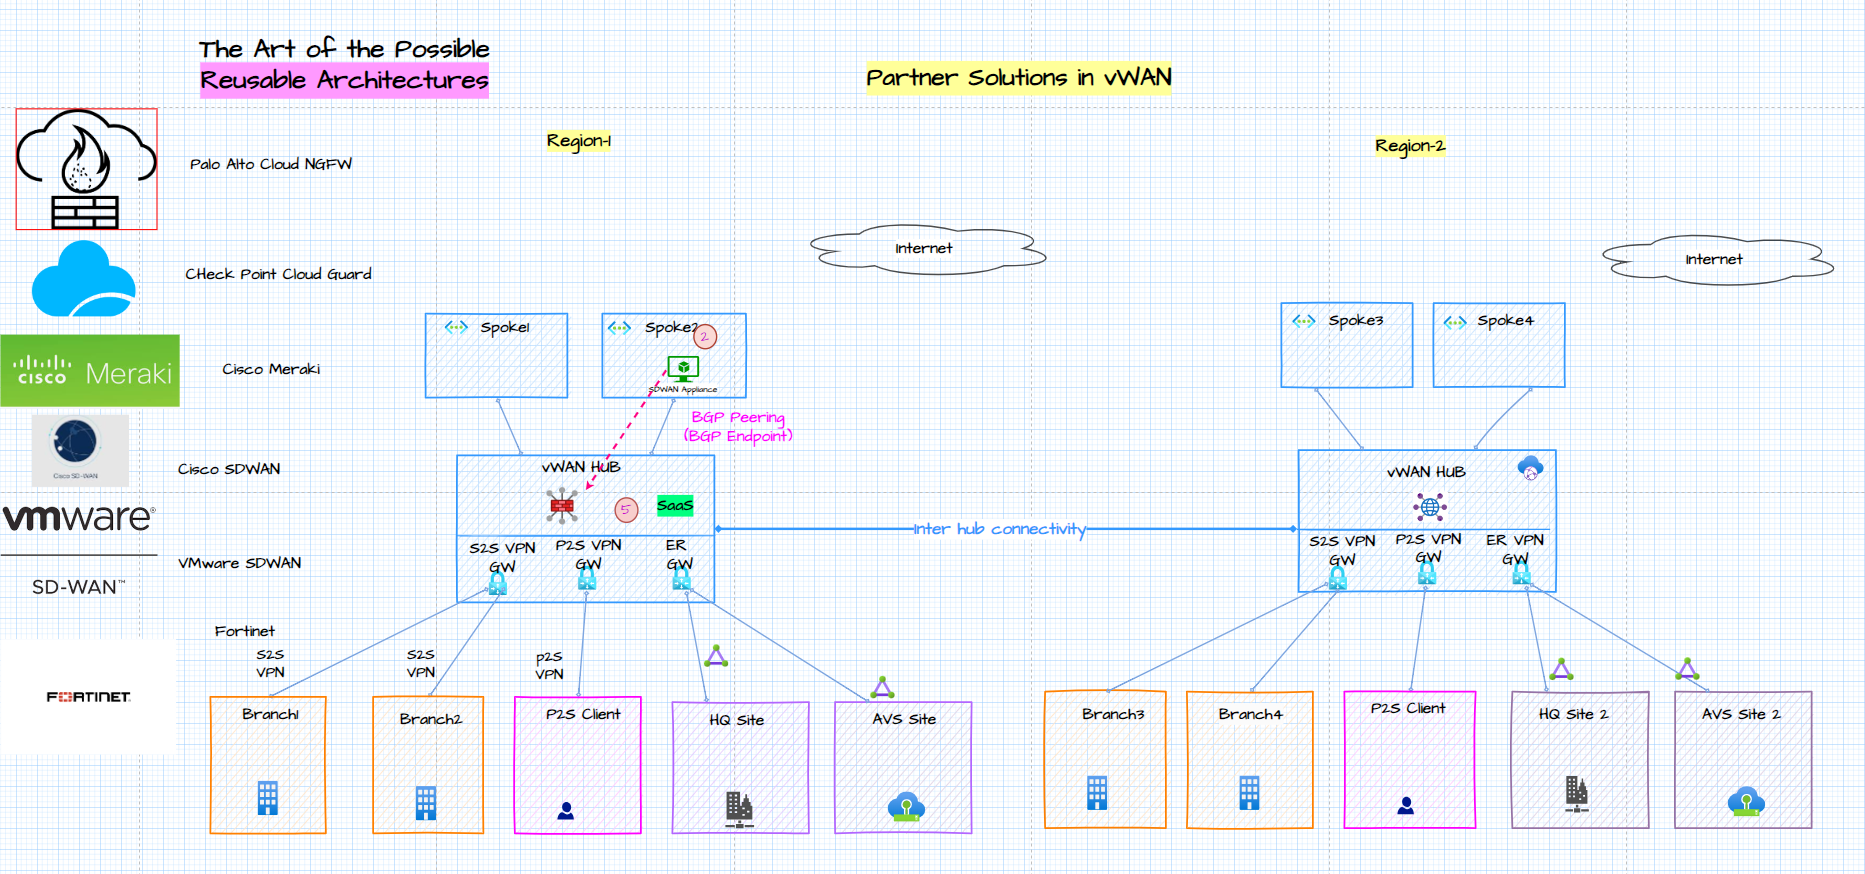 The Art of the Possible
Reusable Architectures
Partner Solutions in vWAN
Region-1
Region-2
Palo Alto Cloud NGFW
CHeck Point Cloud Guard
cisco Meraki
Cisco Meraki
Cisco SD-WAN
Cisco SDWAN
vmware®
SD-WAN™
VMware SDWAN
Fortinet
FORTINET
Internet
Internet
Spoke1
Spoke2
2
SDWAN Appliance
BGP Peering
(BGP Endpoint)
vWAN HUB
5
SaaS
S2S VPN
GW
P2S VPN
GW
ER
GW
Inter hub connectivity
Spoke3
Spoke4
vWAN HUB
S2S VPN
GW
P2S VPN
GW
ER VPN
GW
S2S
VPN
S2S
VPN
p2S
VPN
Branch1
Branch2
P2S Client
HQ Site
AVS Site
Branch3
Branch4
P2S Client
HQ Site 2
AVS Site 2